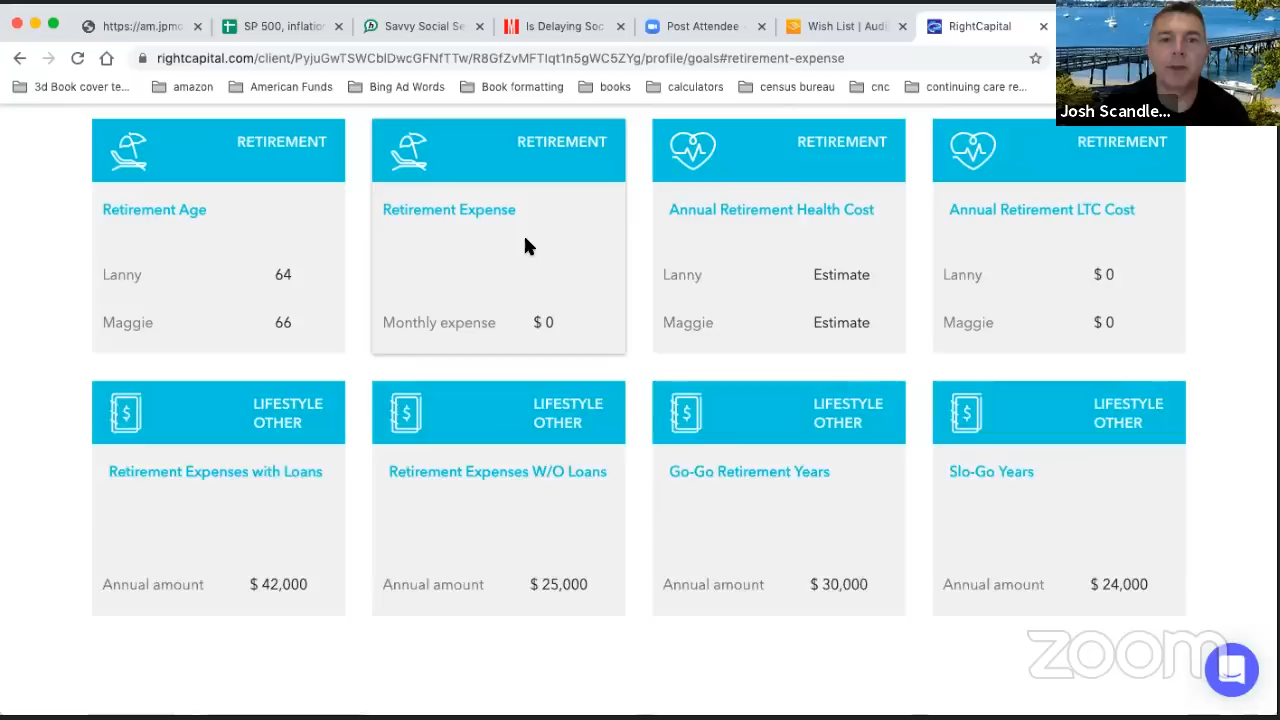 https://am.jpmc
SP 500, inflation
Savvy Social Se
Is Delaying Soc
Post Attendee -
Wish List | Audi
RightCapital
rightcapital.com/client/PyjuGwTSWCbIDwcGFNfTTw/R8GfZvMFTlqt1n5gWC5ZYg/profile/goals#retirement-expense
3d Book cover te... amazon American Funds Bing Ad Words Book formatting books calculators census bureau cnc continuing care re...
Josh Scandle...
RETIREMENT RETIREMENT RETIREMENT RETIREMENT
Retirement Age Retirement Expense Annual Retirement Health Cost Annual Retirement LTC Cost
Lanny 64 Lanny Estimate Lanny $ 0
Maggie 66 Monthly expense $ 0 Maggie Estimate Maggie $ 0
LIFESTYLE LIFESTYLE LIFESTYLE LIFESTYLE
OTHER OTHER OTHER OTHER
Retirement Expenses with Loans Retirement Expenses W/O Loans Go-Go Retirement Years Slo-Go Years
Annual amount $ 42,000 Annual amount $ 25,000 Annual amount $ 30,000 Annual amount $ 24,000
zoom